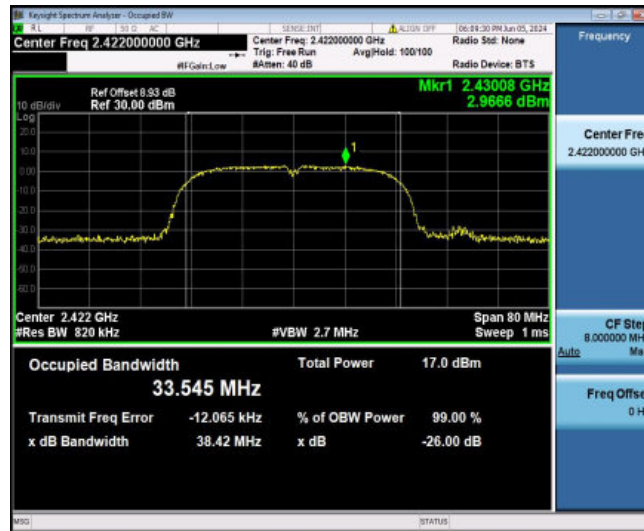 Keysight Spectrum Analyser - Occupied BW
RL RF 50 Ω AC SENSE:INT ALIGN OFF 06:09:30 PM Jun 05, 2024
Center Freq 2.422000000 GHz
Center Freq: 2.422000000 GHz
Radio Std: None
Trig: Free Run Avg|Hold: 100/100
#IFGain:Low #Atten: 40 dB Radio Device: BTS
Frequency
Ref Offset 8.93 dB
Mkr1 2.43008 GHz
10 dB/div Ref 30.00 dBm 2.9666 dBm
Log
20.0
10.0
0.00
-10.0
-20.0
-30.0
-40.0
-50.0
-60.0
1
Center 2.422 GHz Span 80 MHz
#Res BW 820 kHz #VBW 2.7 MHz Sweep 1 ms
Center Fre
2.422000000 GH
CF Step
8.000000 MH
Auto Ma
Freq Offse
0 H
Occupied Bandwidth Total Power 17.0 dBm
33.545 MHz
Transmit Freq Error -12.065 kHz % of OBW Power 99.00 %
x dB Bandwidth 38.42 MHz x dB -26.00 dB
MSG STATUS